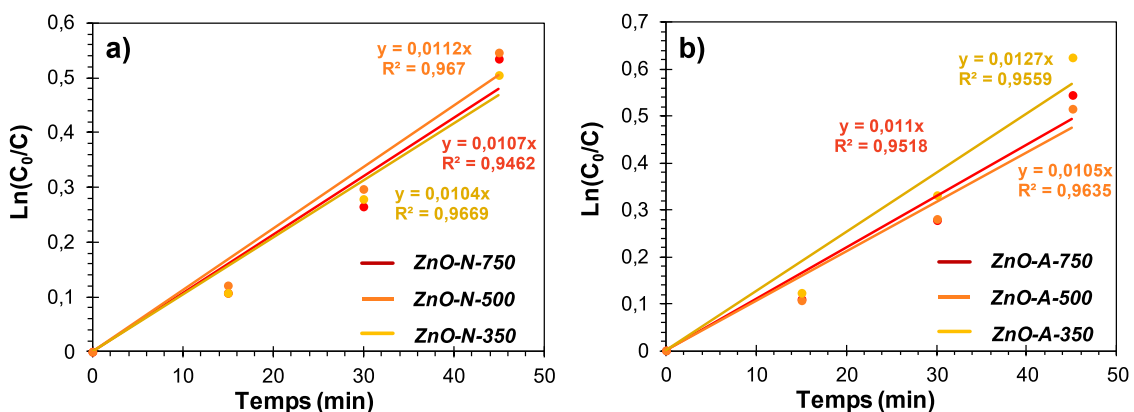 a)
Ln(C₀/C)
0,6
0,5
0,4
0,3
0,2
0,1
0
y = 0,0112x
R² = 0,967
y = 0,0107x
R² = 0,9462
y = 0,0104x
R² = 0,9669
ZnO-N-750
ZnO-N-500
ZnO-N-350
0 10 20 30 40 50
Temps (min)
b)
Ln(C₀/C)
0,7
0,6
0,5
0,4
0,3
0,2
0,1
0
y = 0,0127x
R² = 0,9559
y = 0,011x
R² = 0,9518
y = 0,0105x
R² = 0,9635
ZnO-A-750
ZnO-A-500
ZnO-A-350
0 10 20 30 40 50
Temps (min)